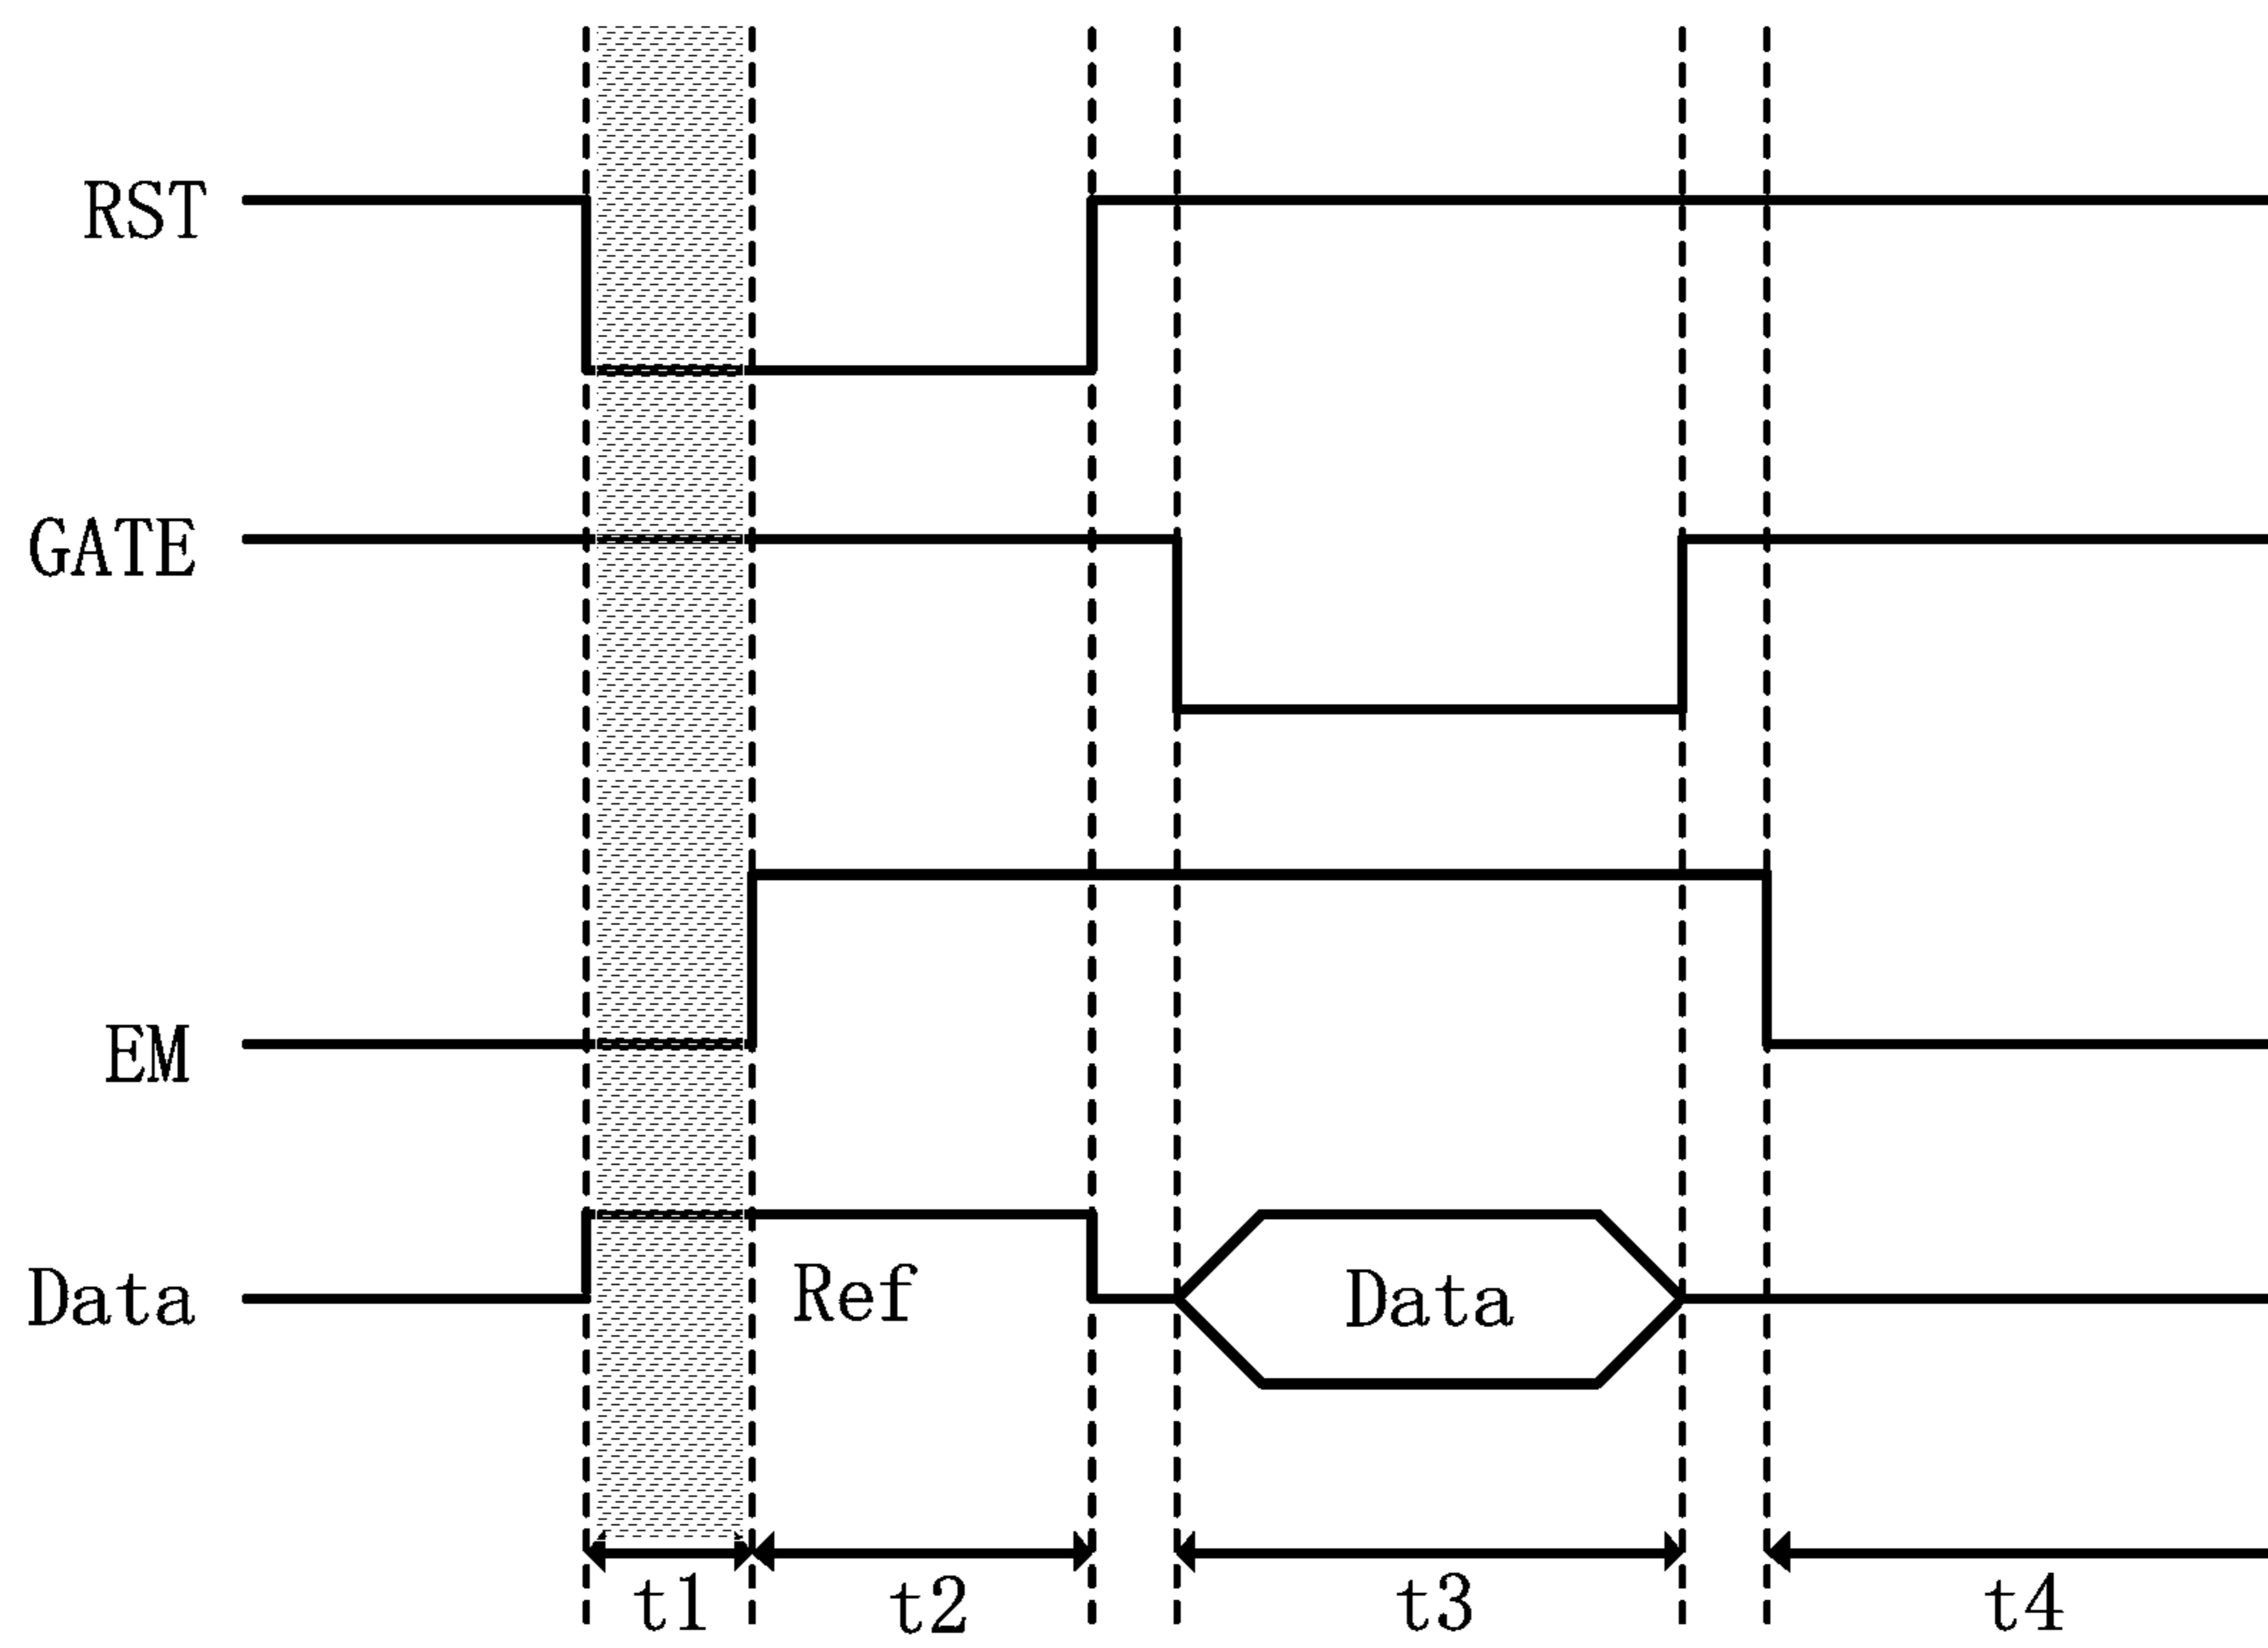 RST
GATE
EM
Data
Ref
Data
t1
t2
t3
t4